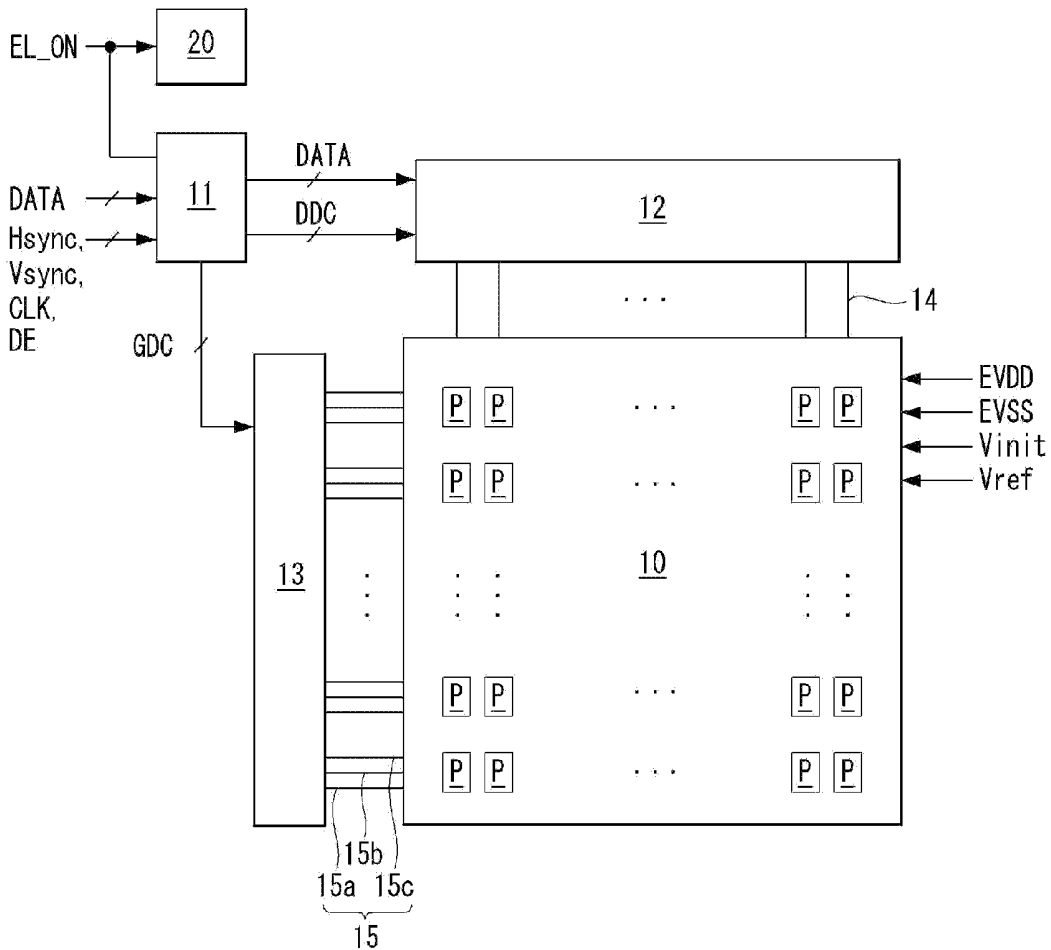 EL_ON
20
11
DATA
DATA
Hsync,
Vsync,
CLK,
DE
DDC
GDC
12
. . .
14
13
10
P P . . . P P
P P . . . P P
P P . . . P P
P P . . . P P
EVDD
EVSS
Vinit
Vref
15b
15a 15c
15